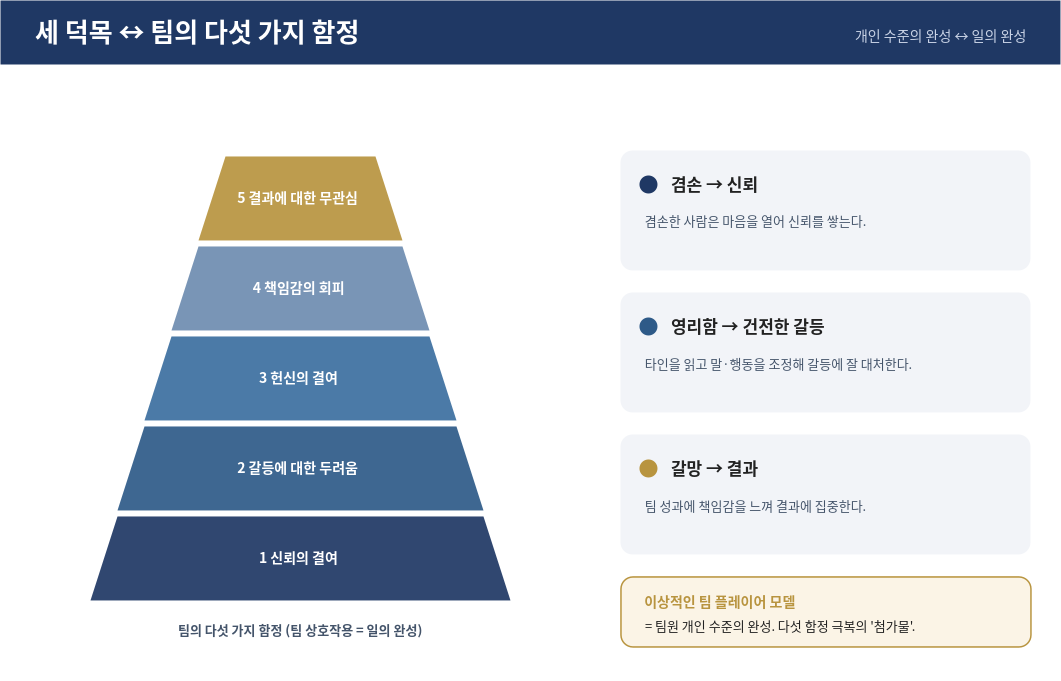 세 덕목 ↔ 팀의 다섯 가지 함정
개인 수준의 완성 ↔ 일의 완성
5 결과에 대한 무관심
4 책임감의 회피
3 헌신의 결여
2 갈등에 대한 두려움
1 신뢰의 결여
팀의 다섯 가지 함정 (팀 상호작용 = 일의 완성)
겸손 → 신뢰
겸손한 사람은 마음을 열어 신뢰를 쌓는다.
영리함 → 건전한 갈등
타인을 읽고 말·행동을 조정해 갈등에 잘 대처한다.
갈망 → 결과
팀 성과에 책임감을 느껴 결과에 집중한다.
이상적인 팀 플레이어 모델
= 팀원 개인 수준의 완성. 다섯 함정 극복의 '첨가물'.